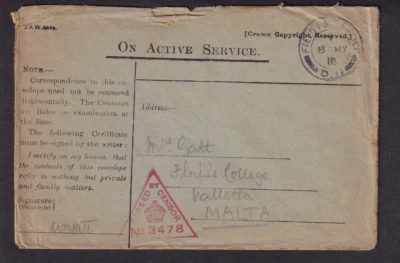 [Crown Copyright Reserved.]
ON ACTIVE SERVICE.
FIELD POST OFFICE
8 MY
16
D.U
NOTE.—
Correspondence in this en-
velope need not be censored
Regimentally. The Contents
are liable to examination at
the Base.
The following Certificate
must be signed by the writer:
I certify on my honour, that
the contents of this envelope
refer to nothing but private
and family matters.
Signature
(Name only)
Address—
Mrs Gatt
Flores's College
Valletta
MALTA
PASSED BY CENSOR
No 3478